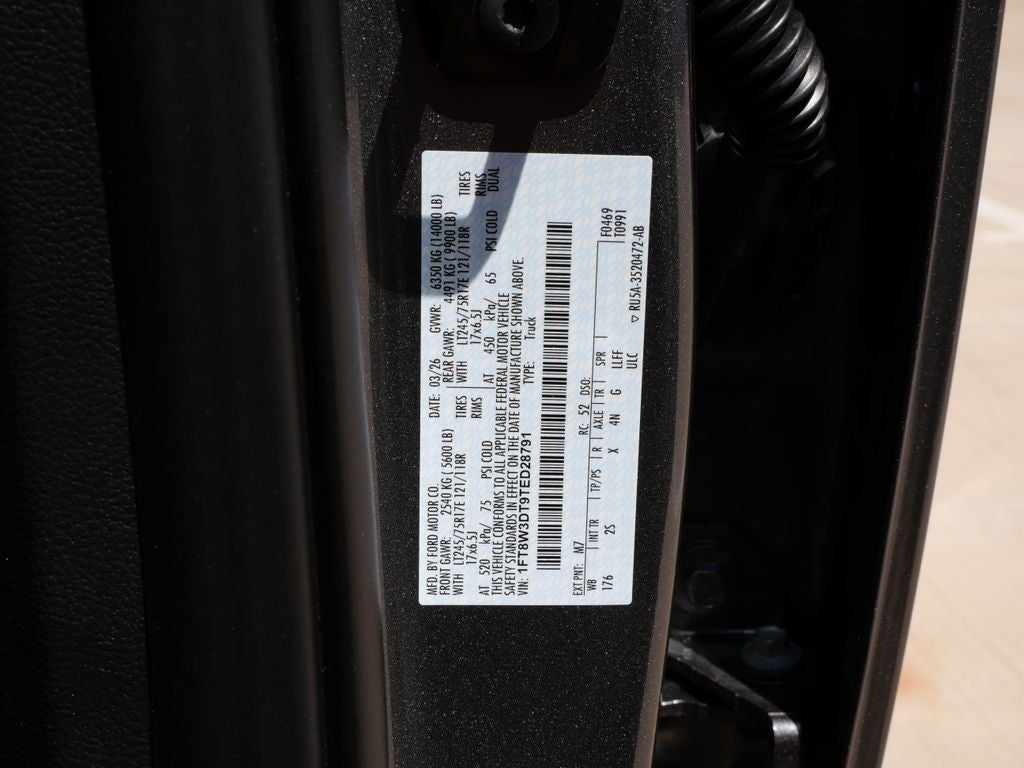 MFD. BY FORD MOTOR CO. DATE: 03/26 GVWR: 6350 KG (14000 LB)
FRONT GAWR: 2540 KG ( 5600 LB) REAR GAWR: 4491 KG ( 9900 LB)
WITH LT245/75R17E 121/118R TIRES WITH LT245/75R17E 121/118R TIRES
17x6.5J RIMS 17x6.5J RIMS
AT 520 kPa/ 75 PSI COLD AT 450 kPa/ 65 PSI COLD DUAL
THIS VEHICLE CONFORMS TO ALL APPLICABLE FEDERAL MOTOR VEHICLE
SAFETY STANDARDS IN EFFECT ON THE DATE OF MANUFACTURE SHOWN ABOVE.
VIN: 1FT8W3DT9TED28791 TYPE: Truck
EXT PNT: M7 RC: 52 DSO: F0469
WB INT TR TP/PS R AXLE TR SPR T0991
176 2S X 4N G LLFF
ULC ▽ RU5A-3520472-AB